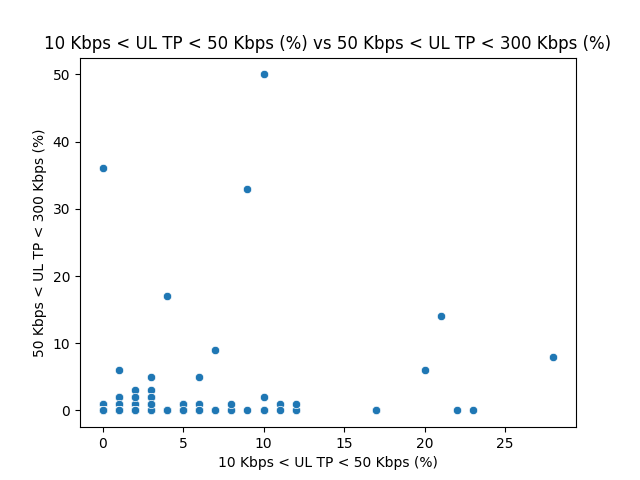 10 Kbps < UL TP < 50 Kbps (%) vs 50 Kbps < UL TP < 300 Kbps (%)
50 Kbps < UL TP < 300 Kbps (%)
50
40
30
20
10
0
0 5 10 15 20 25
10 Kbps < UL TP < 50 Kbps (%)